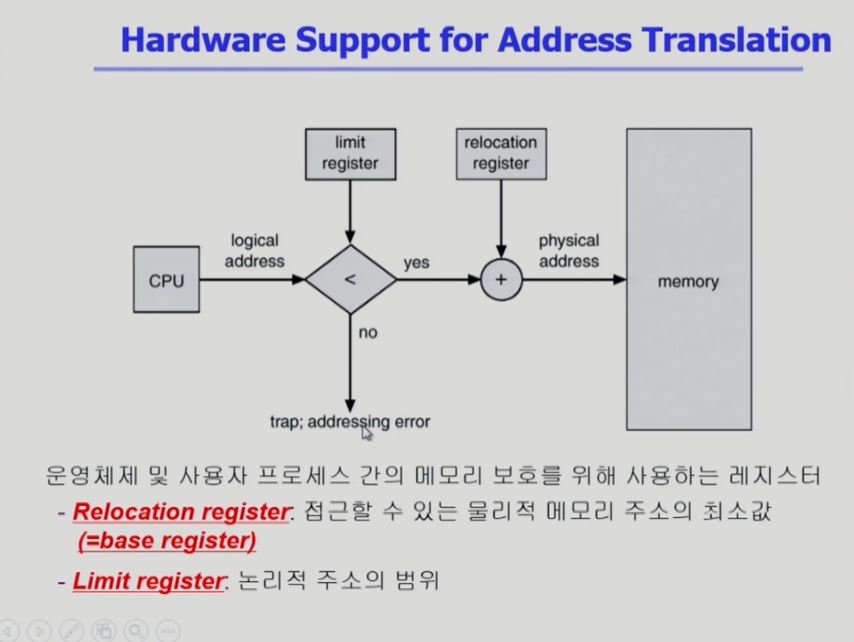 Hardware Support for Address Translation
limit
register
relocation
register
logical
address
physical
address
CPU
<
yes
+
memory
no
trap; addressing error
운영체제 및 사용자 프로세스 간의 메모리 보호를 위해 사용하는 레지스터
- Relocation register: 접근할 수 있는 물리적 메모리 주소의 최소값
(=base register)
- Limit register: 논리적 주소의 범위